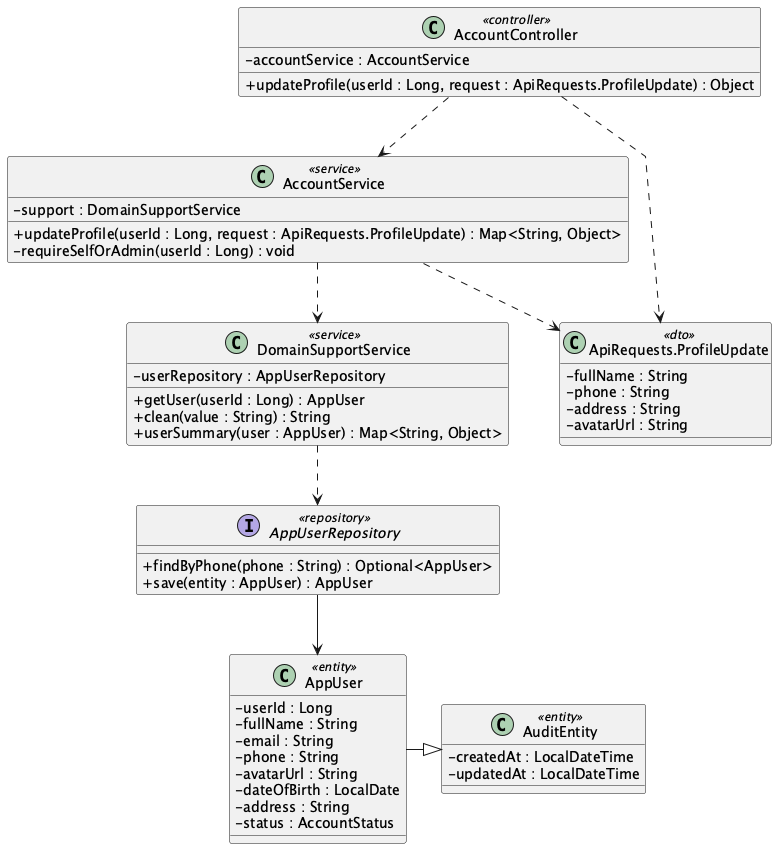 C
«controller»
AccountController
-accountService : AccountService
+updateProfile(userId : Long, request : ApiRequests.ProfileUpdate) : Object
C
«service»
AccountService
-support : DomainSupportService
+updateProfile(userId : Long, request : ApiRequests.ProfileUpdate) : Map<String, Object>
-requireSelfOrAdmin(userId : Long) : void
C
«service»
DomainSupportService
-userRepository : AppUserRepository
+getUser(userId : Long) : AppUser
+clean(value : String) : String
+userSummary(user : AppUser) : Map<String, Object>
C
«dto»
ApiRequests.ProfileUpdate
-fullName : String
-phone : String
-address : String
-avatarUrl : String
I
«repository»
AppUserRepository
+findByPhone(phone : String) : Optional<AppUser>
+save(entity : AppUser) : AppUser
C
«entity»
AppUser
-userId : Long
-fullName : String
-email : String
-phone : String
-avatarUrl : String
-dateOfBirth : LocalDate
-address : String
-status : AccountStatus
C
«entity»
AuditEntity
-createdAt : LocalDateTime
-updatedAt : LocalDateTime